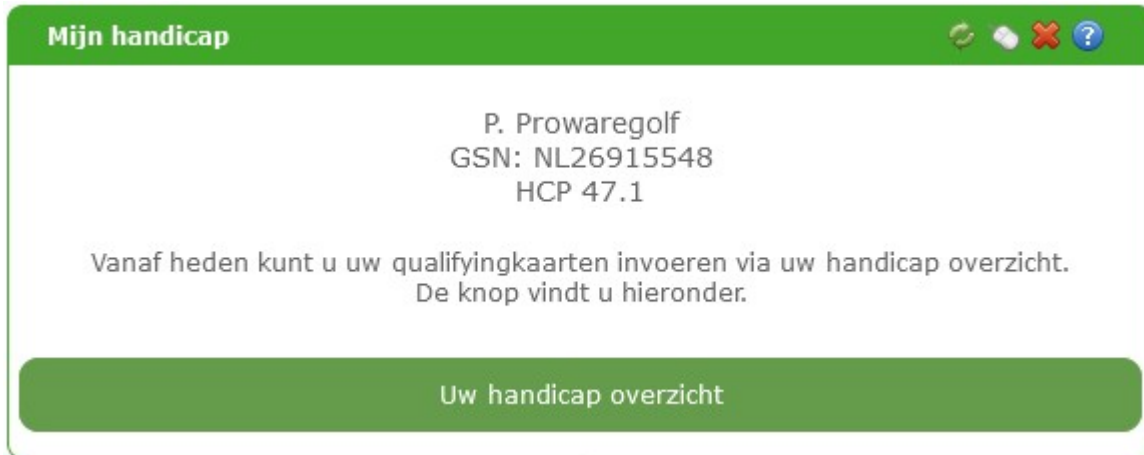 Mijn handicap
P. Prowaregolf
GSN: NL26915548
HCP 47.1
Vanaf heden kunt u uw qualifyingkaarten invoeren via uw handicap overzicht.
De knop vindt u hieronder.
Uw handicap overzicht